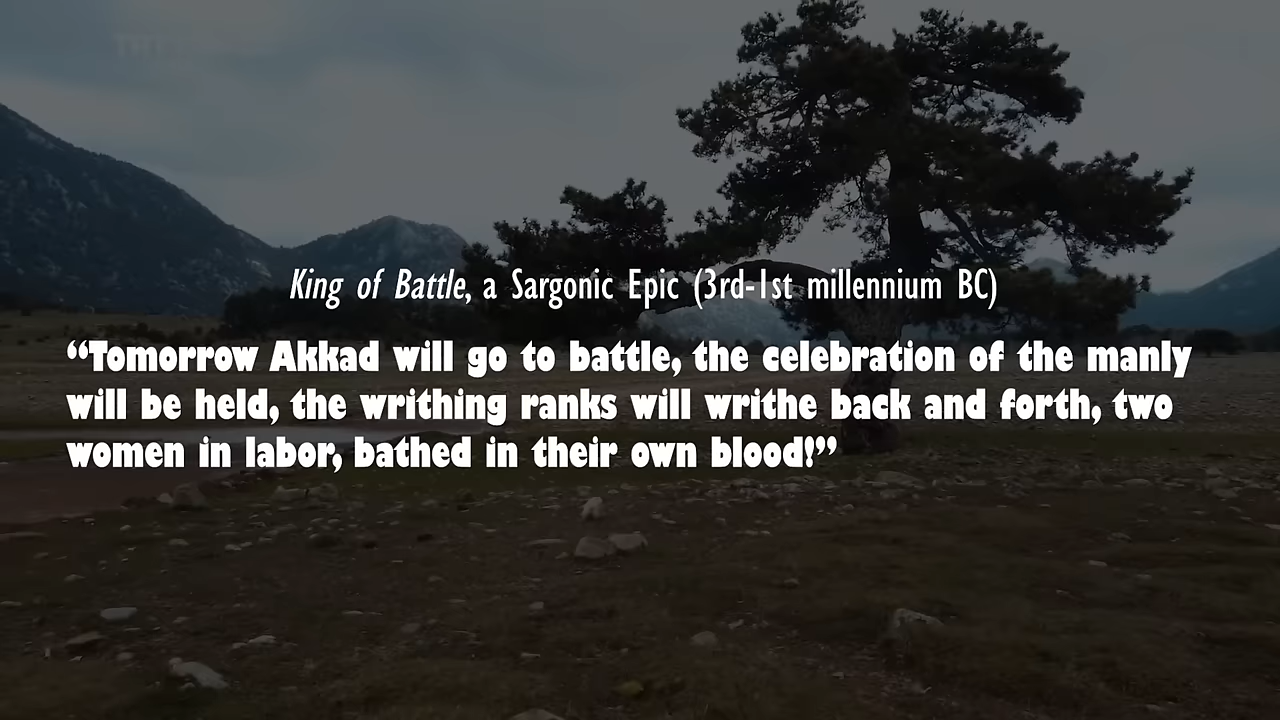 King of Battle, a Sargonic Epic (3rd-1st millennium BC)
“Tomorrow Akkad will go to battle, the celebration of the manly
will be held, the writhing ranks will writhe back and forth, two
women in labor, bathed in their own blood!”